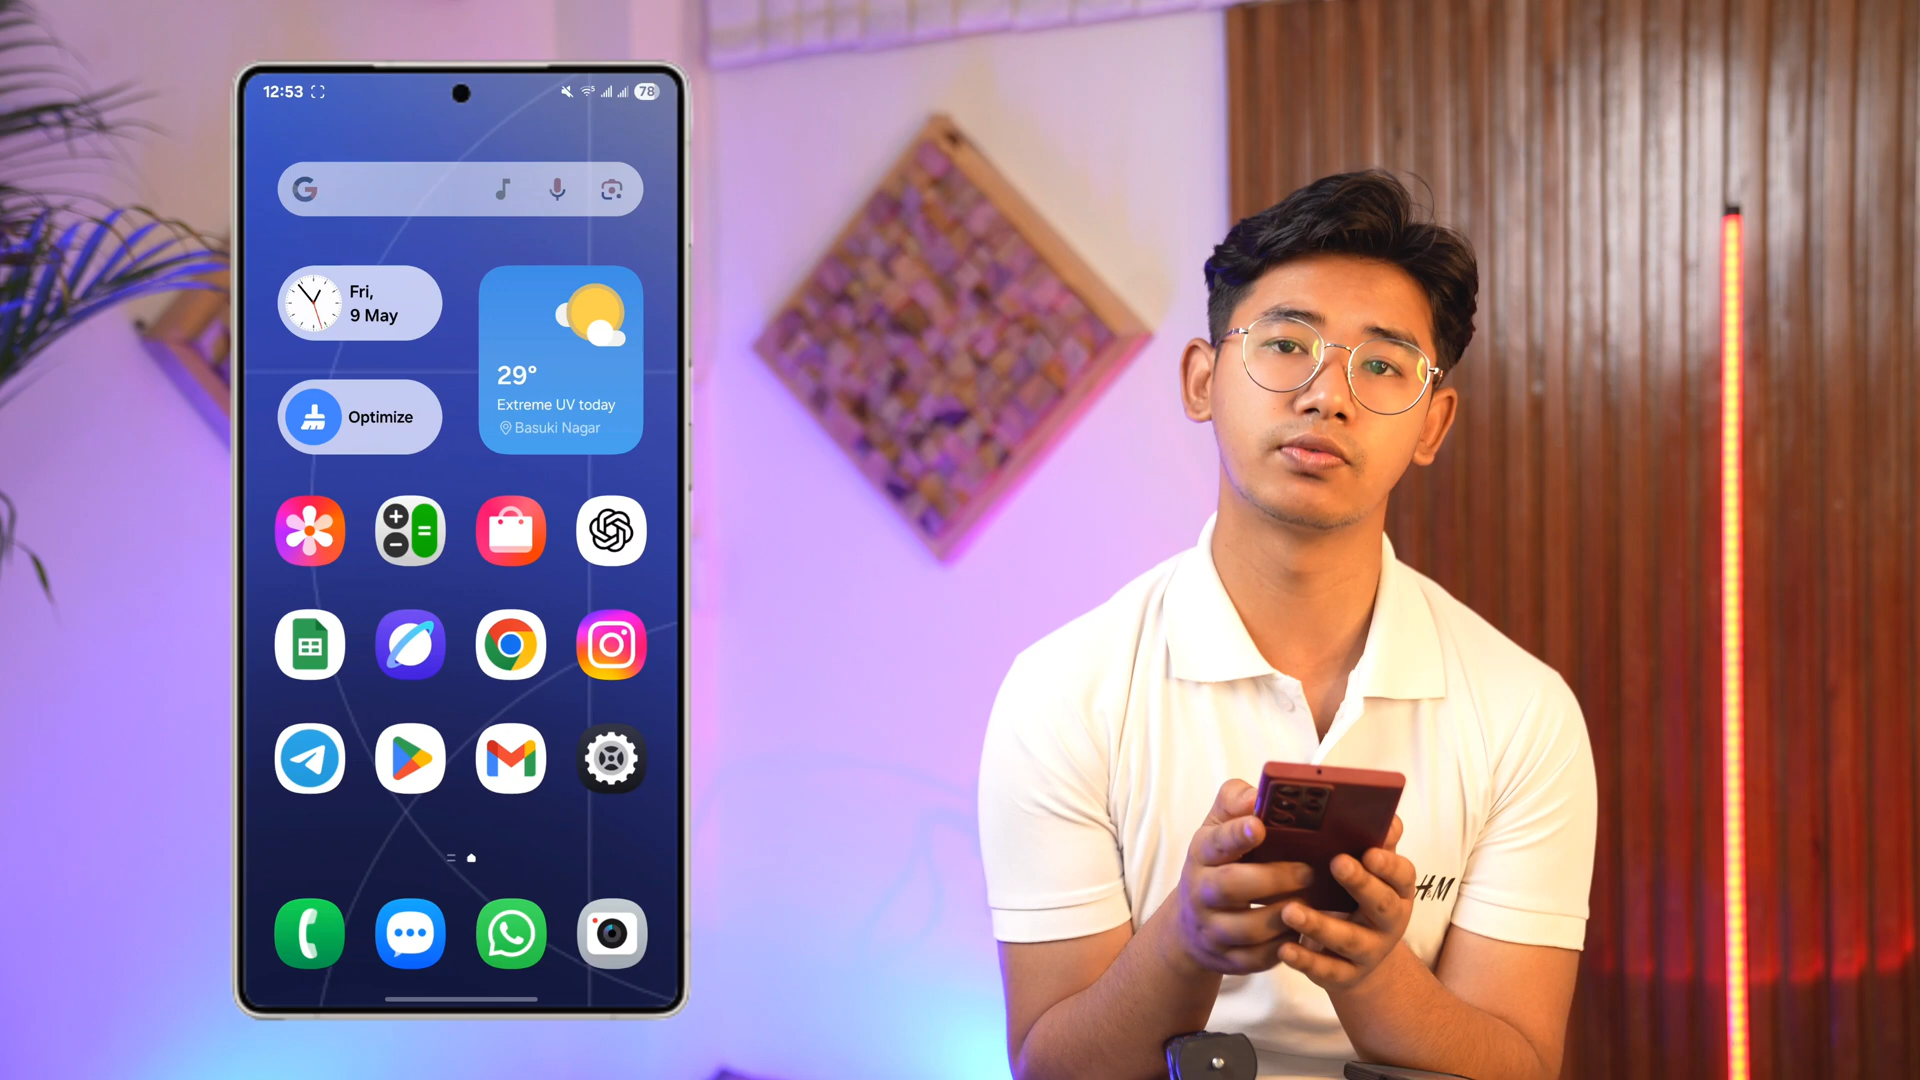 12:53
78
Fri,
9 May
29°
Extreme UV today
Basuki Nagar
Optimize
H&M